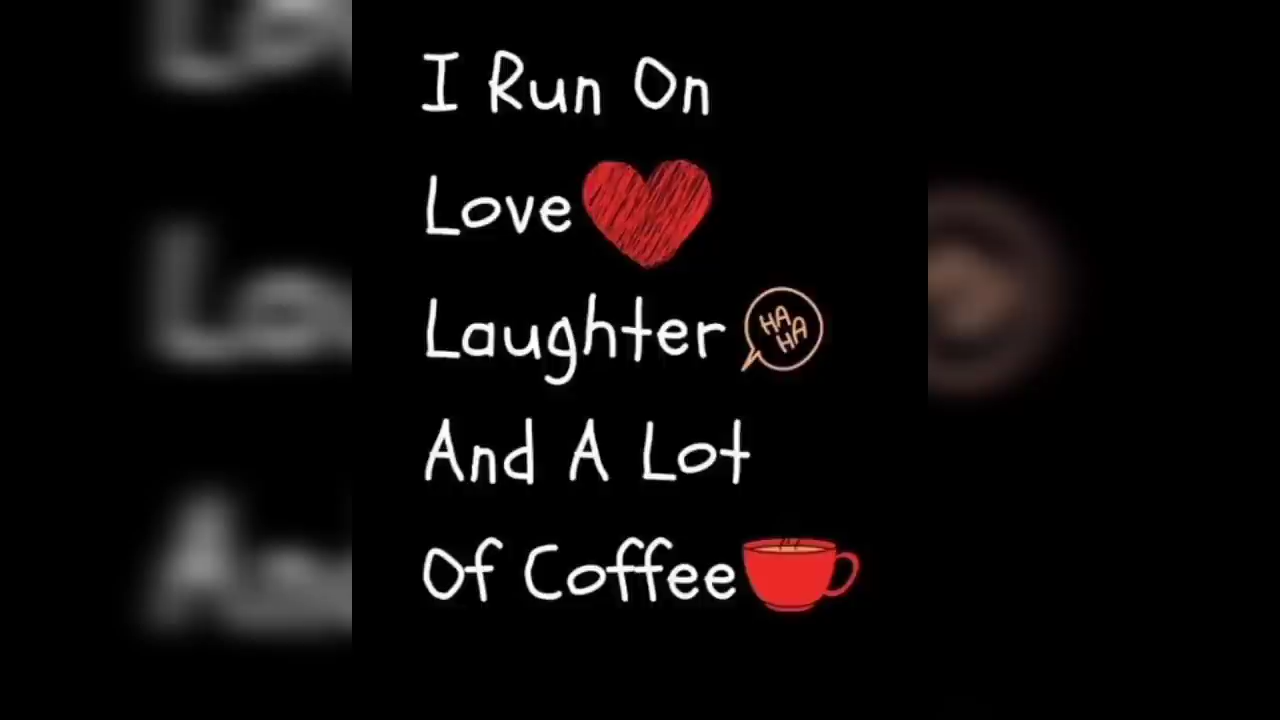 I Run On
Love
Laughter HA HA
And A Lot
Of Coffee